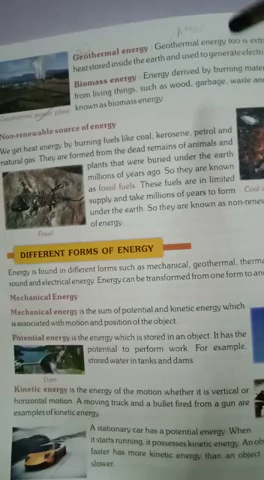 Geothermal energy : Geothermal energy too is
heat stored inside the earth and used to generate
Biomass energy : Energy derived by burning
from living things, such as wood, garbage, waste and
known as biomass energy.
Geothermal power plant
Non-renewable source of energy
We get heat energy by burning fuels like coal, kerosene, petrol and
natural gas. They are formed from the dead remains of animals and
plants that were buried under the earth
millions of years ago. So they are known
as fossil fuels. These fuels are in limited
supply and take millions of years to form
under the earth. So they are known as
of energy.
Fossil
Coal
DIFFERENT FORMS OF ENERGY
Energy is found in different forms such as mechanical, geothermal,
sound and electrical energy. Energy can be transformed from one form to
Mechanical Energy
Mechanical energy is the sum of potential and kinetic energy which
is associated with motion and position of the object.
Potential energy is the energy which is stored in an object. It has the
potential to perform work. For example,
stored water in tanks and dams.
Dam
Kinetic energy is the energy of the motion whether it is vertical or
horizontal motion. A moving truck and a bullet fired from a gun are
examples of kinetic energy.
A stationary car has a potential energy. When
it starts running, it possesses kinetic energy. An
faster has more kinetic energy than an object
slower.